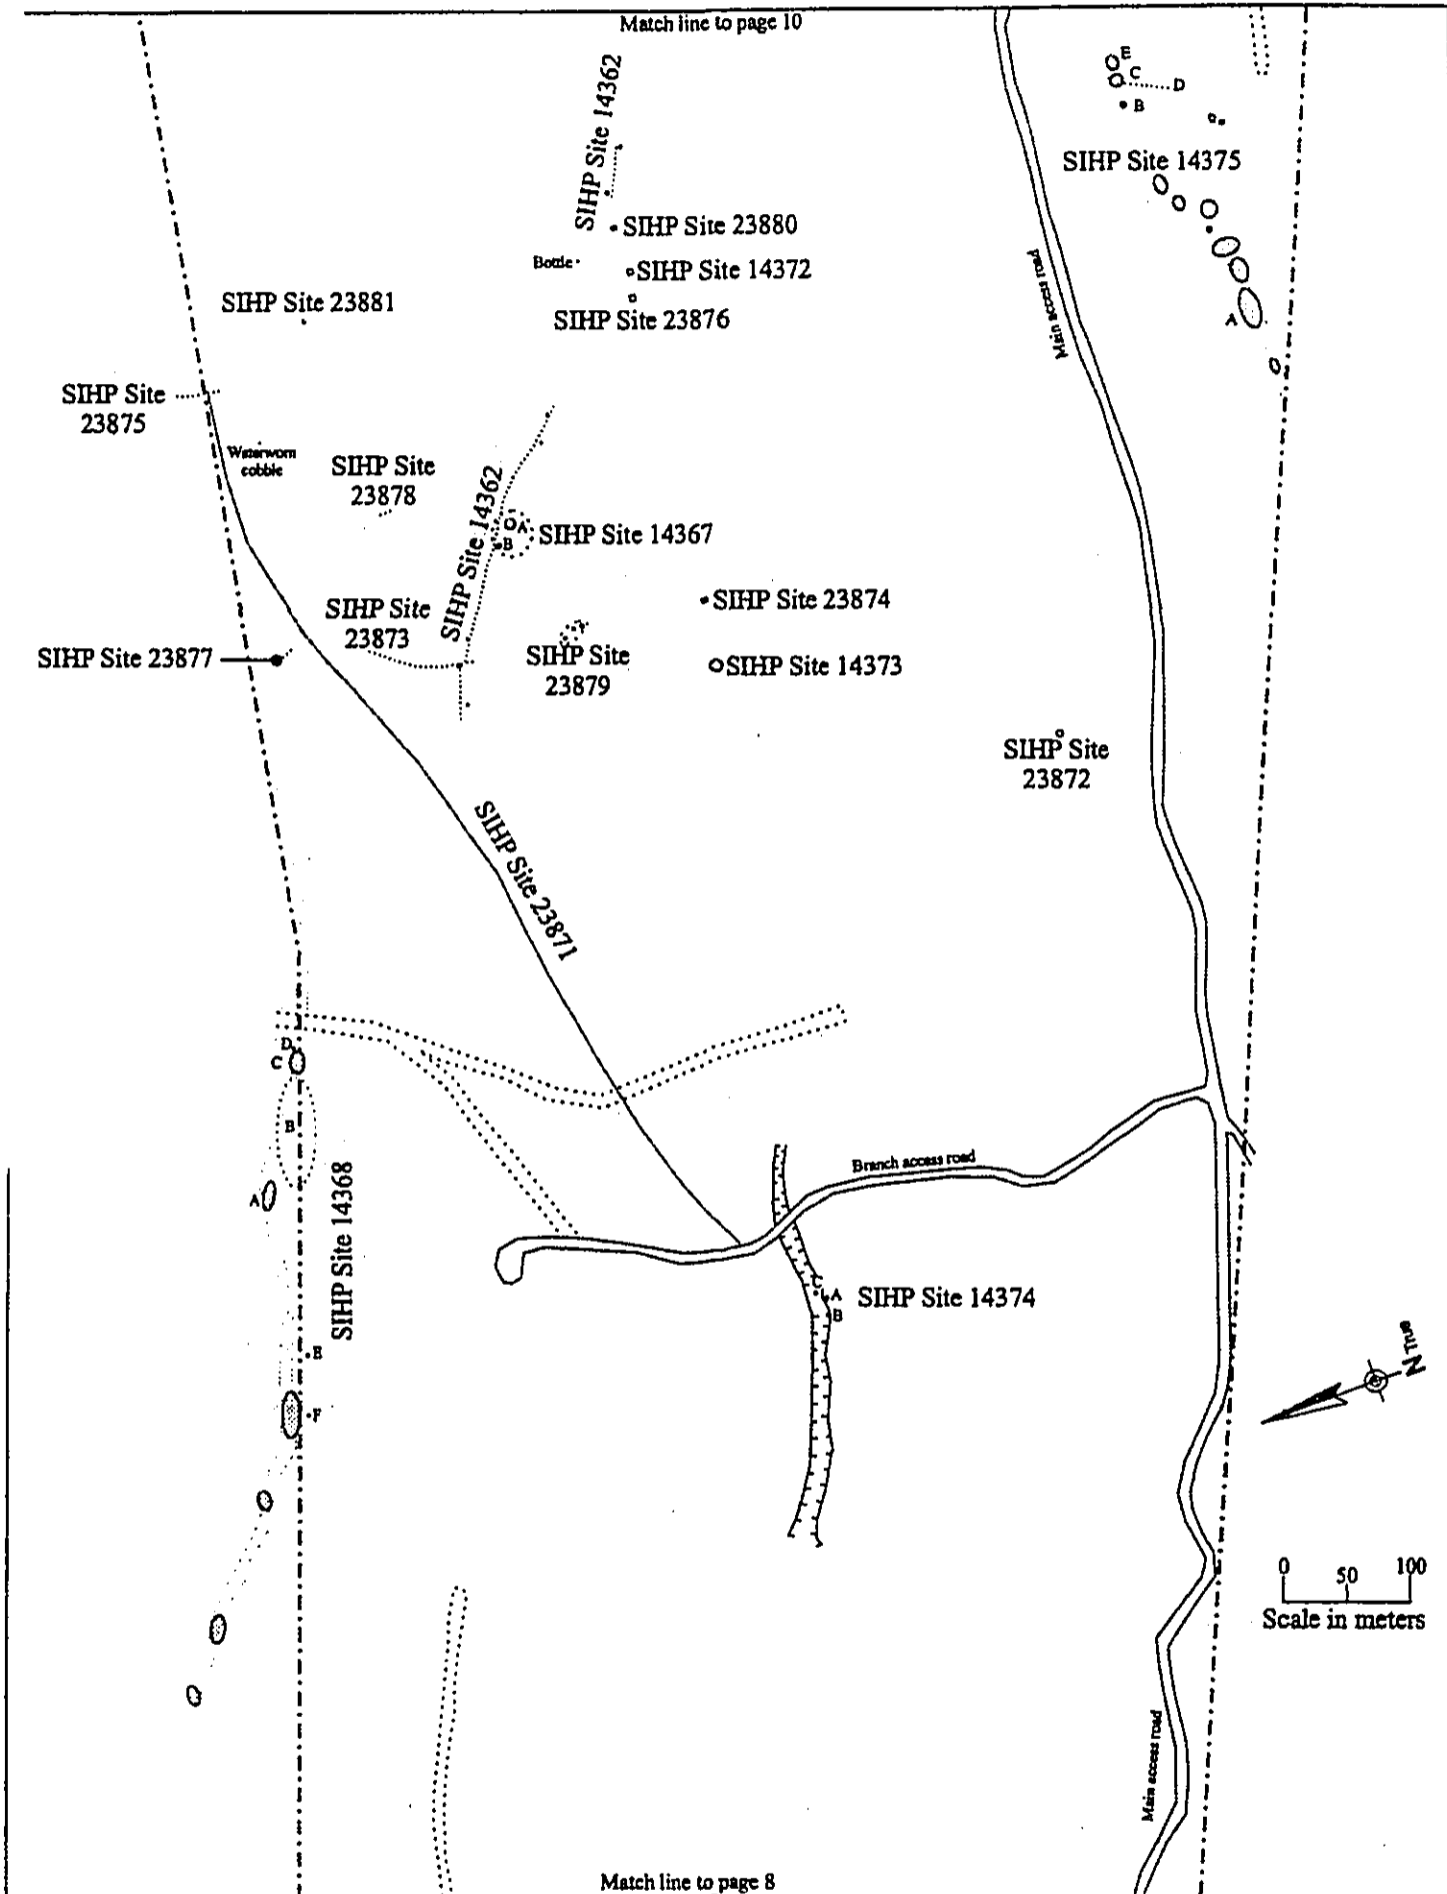 Match line to page 10
SIHP Site 14362
E
C
D
B
SIHP Site 14375
A
SIHP Site 23880
Bottle
SIHP Site 14372
SIHP Site 23876
SIHP Site 23881
Main access road
SIHP Site
23875
Waterworn
cobble
SIHP Site
23878
SIHP Site 14362
A
B
SIHP Site 14367
SIHP Site 23874
SIHP Site
23873
SIHP Site 23877
SIHP Site
23879
SIHP Site 14373
SIHP Site
23872
SIHP Site 23871
D
C
B
A
SIHP Site 14368
E
F
Branch access road
C
A
B
SIHP Site 14374
N True
0 50 100
Scale in meters
Main access road
Match line to page 8